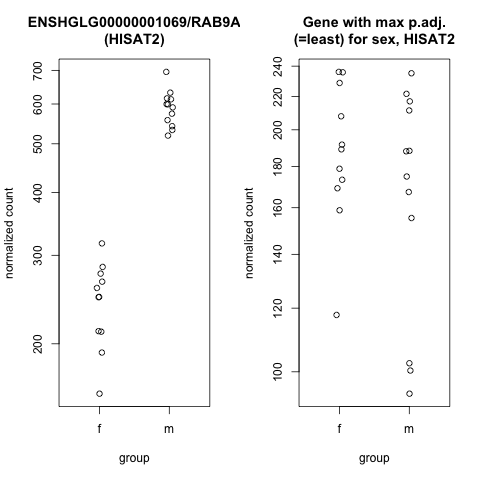 ENSHGLG00000001069/RAB9A
(HISAT2)
normalized count
700
600
500
400
300
200
f
m
group
Gene with max p.adj.
(=least) for sex, HISAT2
normalized count
240
220
200
180
160
140
120
100
f
m
group